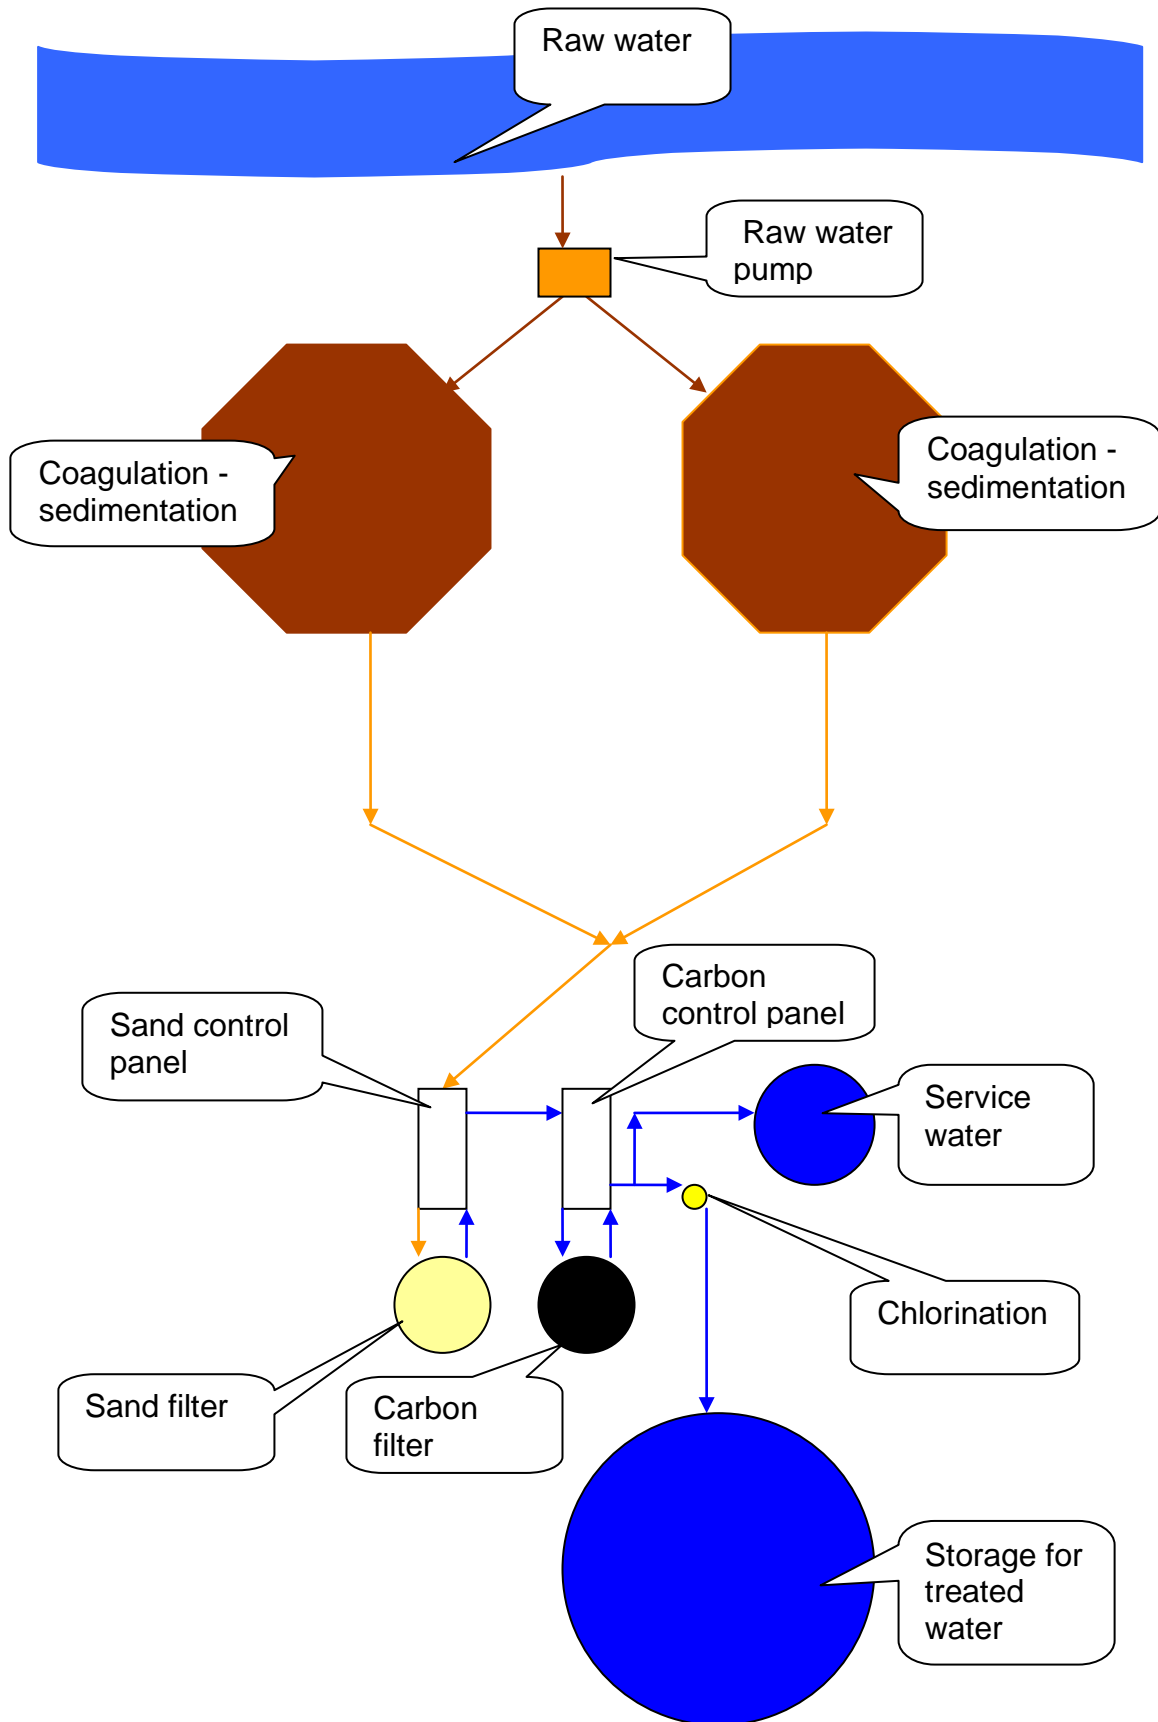 Raw water
Raw water
pump
Coagulation -
sedimentation
Coagulation -
sedimentation
Carbon
control panel
Sand control
panel
Service
water
Chlorination
Sand filter
Carbon
filter
Storage for
treated
water